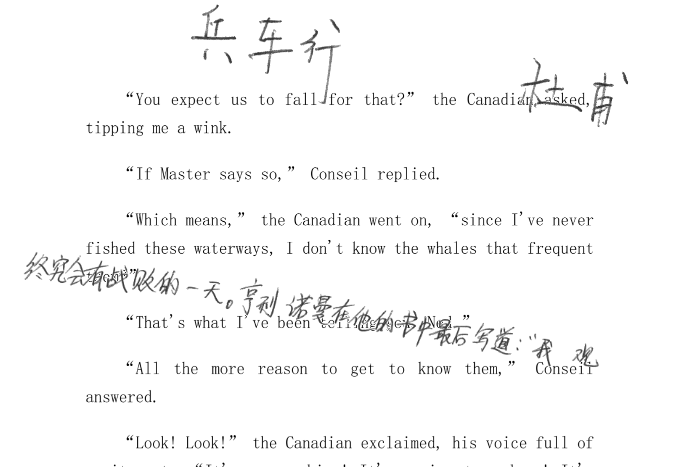 兵车行
杜甫
“You expect us to fall for that?” the Canadian asked,
tipping me a wink.
“If Master says so,” Conseil replied.
“Which means,” the Canadian went on, “since I've never
fished these waterways, I don't know the whales that frequent
终究会有战败的一天。亨利 诺曼在他的书中最后写道:“我 观
“That's what I've been telling you, Ned.”
“All the more reason to get to know them,” Conseil
answered.
“Look! Look!” the Canadian exclaimed, his voice full of